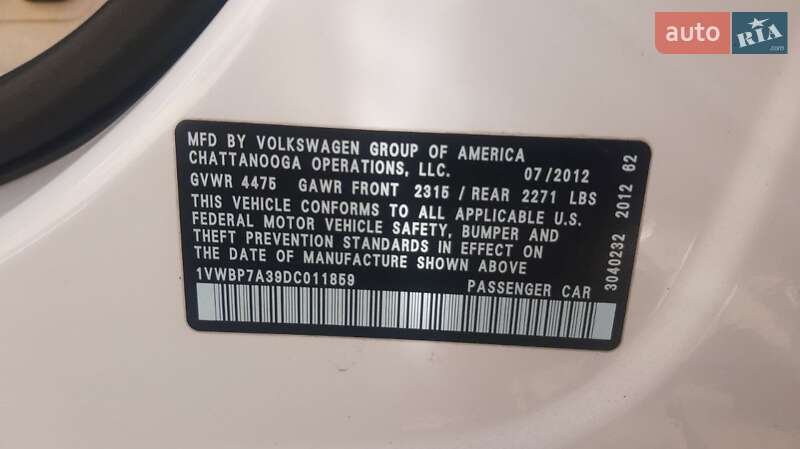 auto RIA.com
MFD BY VOLKSWAGEN GROUP OF AMERICA
CHATTANOOGA OPERATIONS, LLC. 07/2012
GVWR 4475 GAWR FRONT 2315 / REAR 2271 LBS
THIS VEHICLE CONFORMS TO ALL APPLICABLE U.S.
FEDERAL MOTOR VEHICLE SAFETY, BUMPER AND
THEFT PREVENTION STANDARDS IN EFFECT ON
THE DATE OF MANUFACTURE SHOWN ABOVE
1VWBP7A39DC011859 PASSENGER CAR
3040232 2012 62